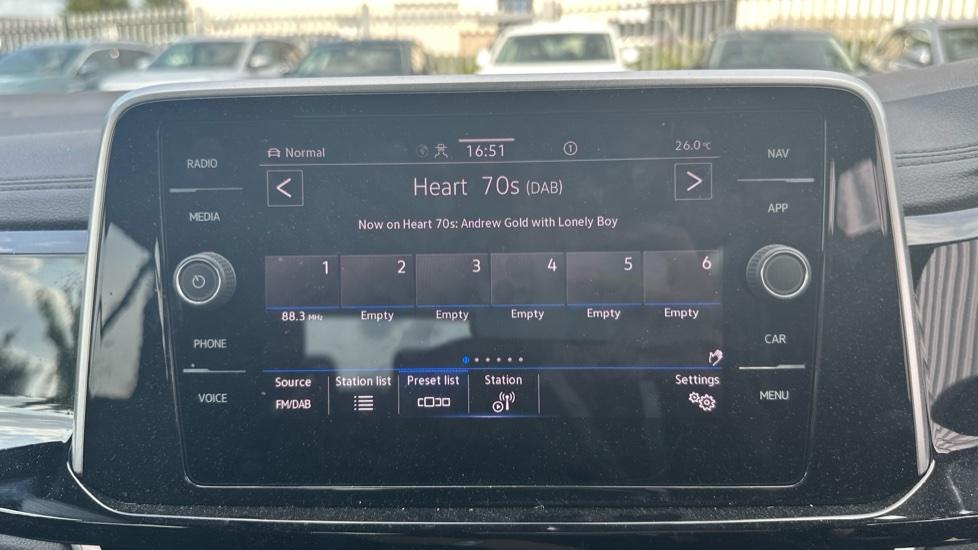 RADIO
MEDIA
PHONE
VOICE
Normal
16:51
1
26.0°C
< Heart 70s (DAB) >
Now on Heart 70s: Andrew Gold with Lonely Boy
1 2 3 4 5 6
88.3 MHz Empty Empty Empty Empty Empty
Source Station list Preset list Station Settings
FM/DAB
NAV
APP
CAR
MENU